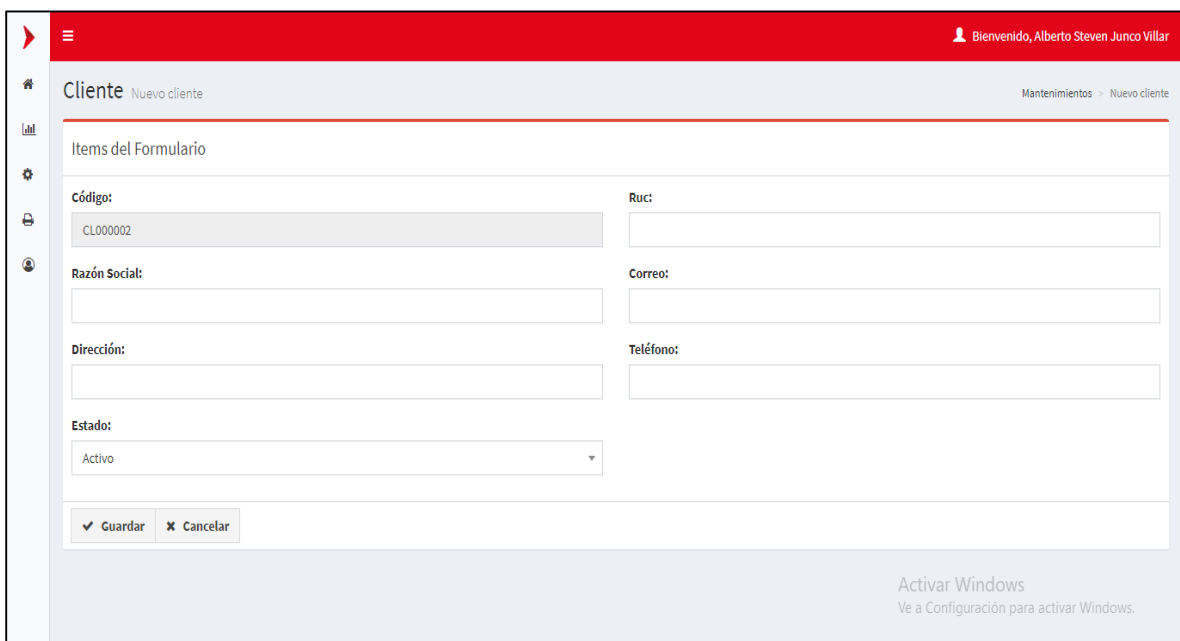 Bienvenido, Alberto Steven Junco Villar
Cliente Nuevo cliente
Mantenimientos > Nuevo cliente
Items del Formulario
Código:
Ruc:
CL000002
Razón Social:
Correo:
Dirección:
Teléfono:
Estado:
Activo
Guardar
Cancelar
Activar Windows
Ve a Configuración para activar Windows.